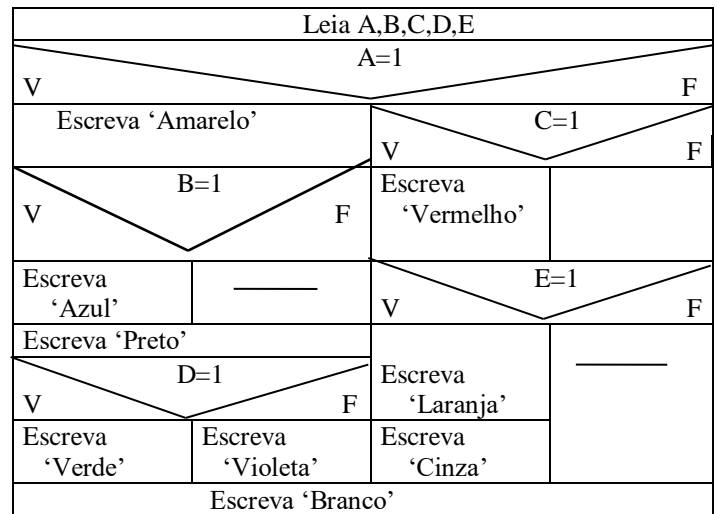 Leia A,B,C,D,E
A=1
V F
Escreva ‘Amarelo’
C=1
V F
B=1
V F
Escreva
‘Vermelho’
Escreva
‘Azul’
E=1
V F
Escreva ‘Preto’
D=1
V F
Escreva
‘Laranja’
Escreva
‘Verde’
Escreva
‘Violeta’
Escreva
‘Cinza’
Escreva ‘Branco’